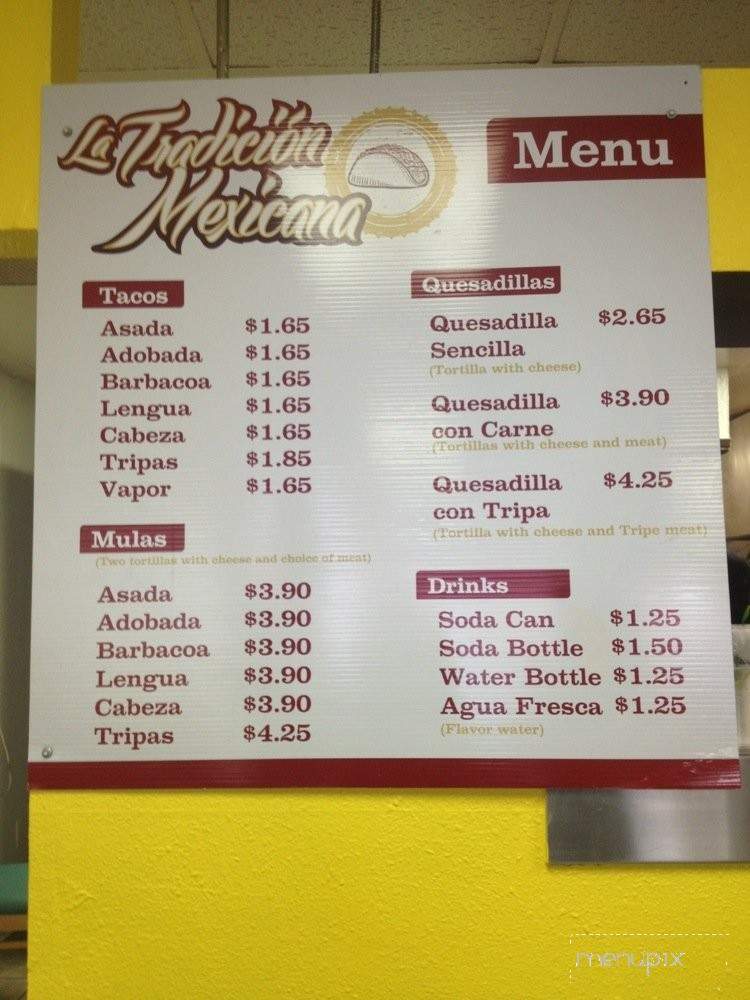 La Tradición
Mexicana
Menu
Tacos
Asada $1.65
Adobada $1.65
Barbacoa $1.65
Lengua $1.65
Cabeza $1.65
Tripas $1.85
Vapor $1.65
Mulas
(Two tortillas with cheese and choice of meat)
Asada $3.90
Adobada $3.90
Barbacoa $3.90
Lengua $3.90
Cabeza $3.90
Tripas $4.25
Quesadillas
Quesadilla $2.65
Sencilla
(Tortilla with cheese)
Quesadilla $3.90
con Carne
(Tortillas with cheese and meat)
Quesadilla $4.25
con Tripa
(Tortilla with cheese and Tripe meat)
Drinks
Soda Can $1.25
Soda Bottle $1.50
Water Bottle $1.25
Agua Fresca $1.25
(Flavor water)
menupix